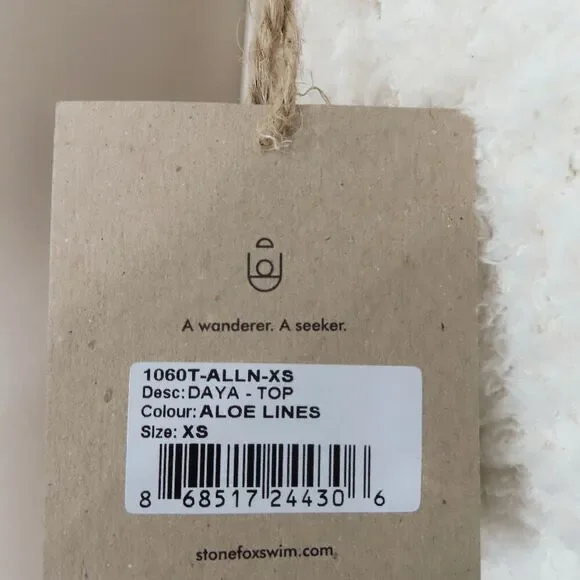 A wanderer. A seeker.
1060T-ALLN-XS
Desc: DAYA - TOP
Colour: ALOE LINES
Size: XS
8 68517 24430 6
stonefoxswim.com